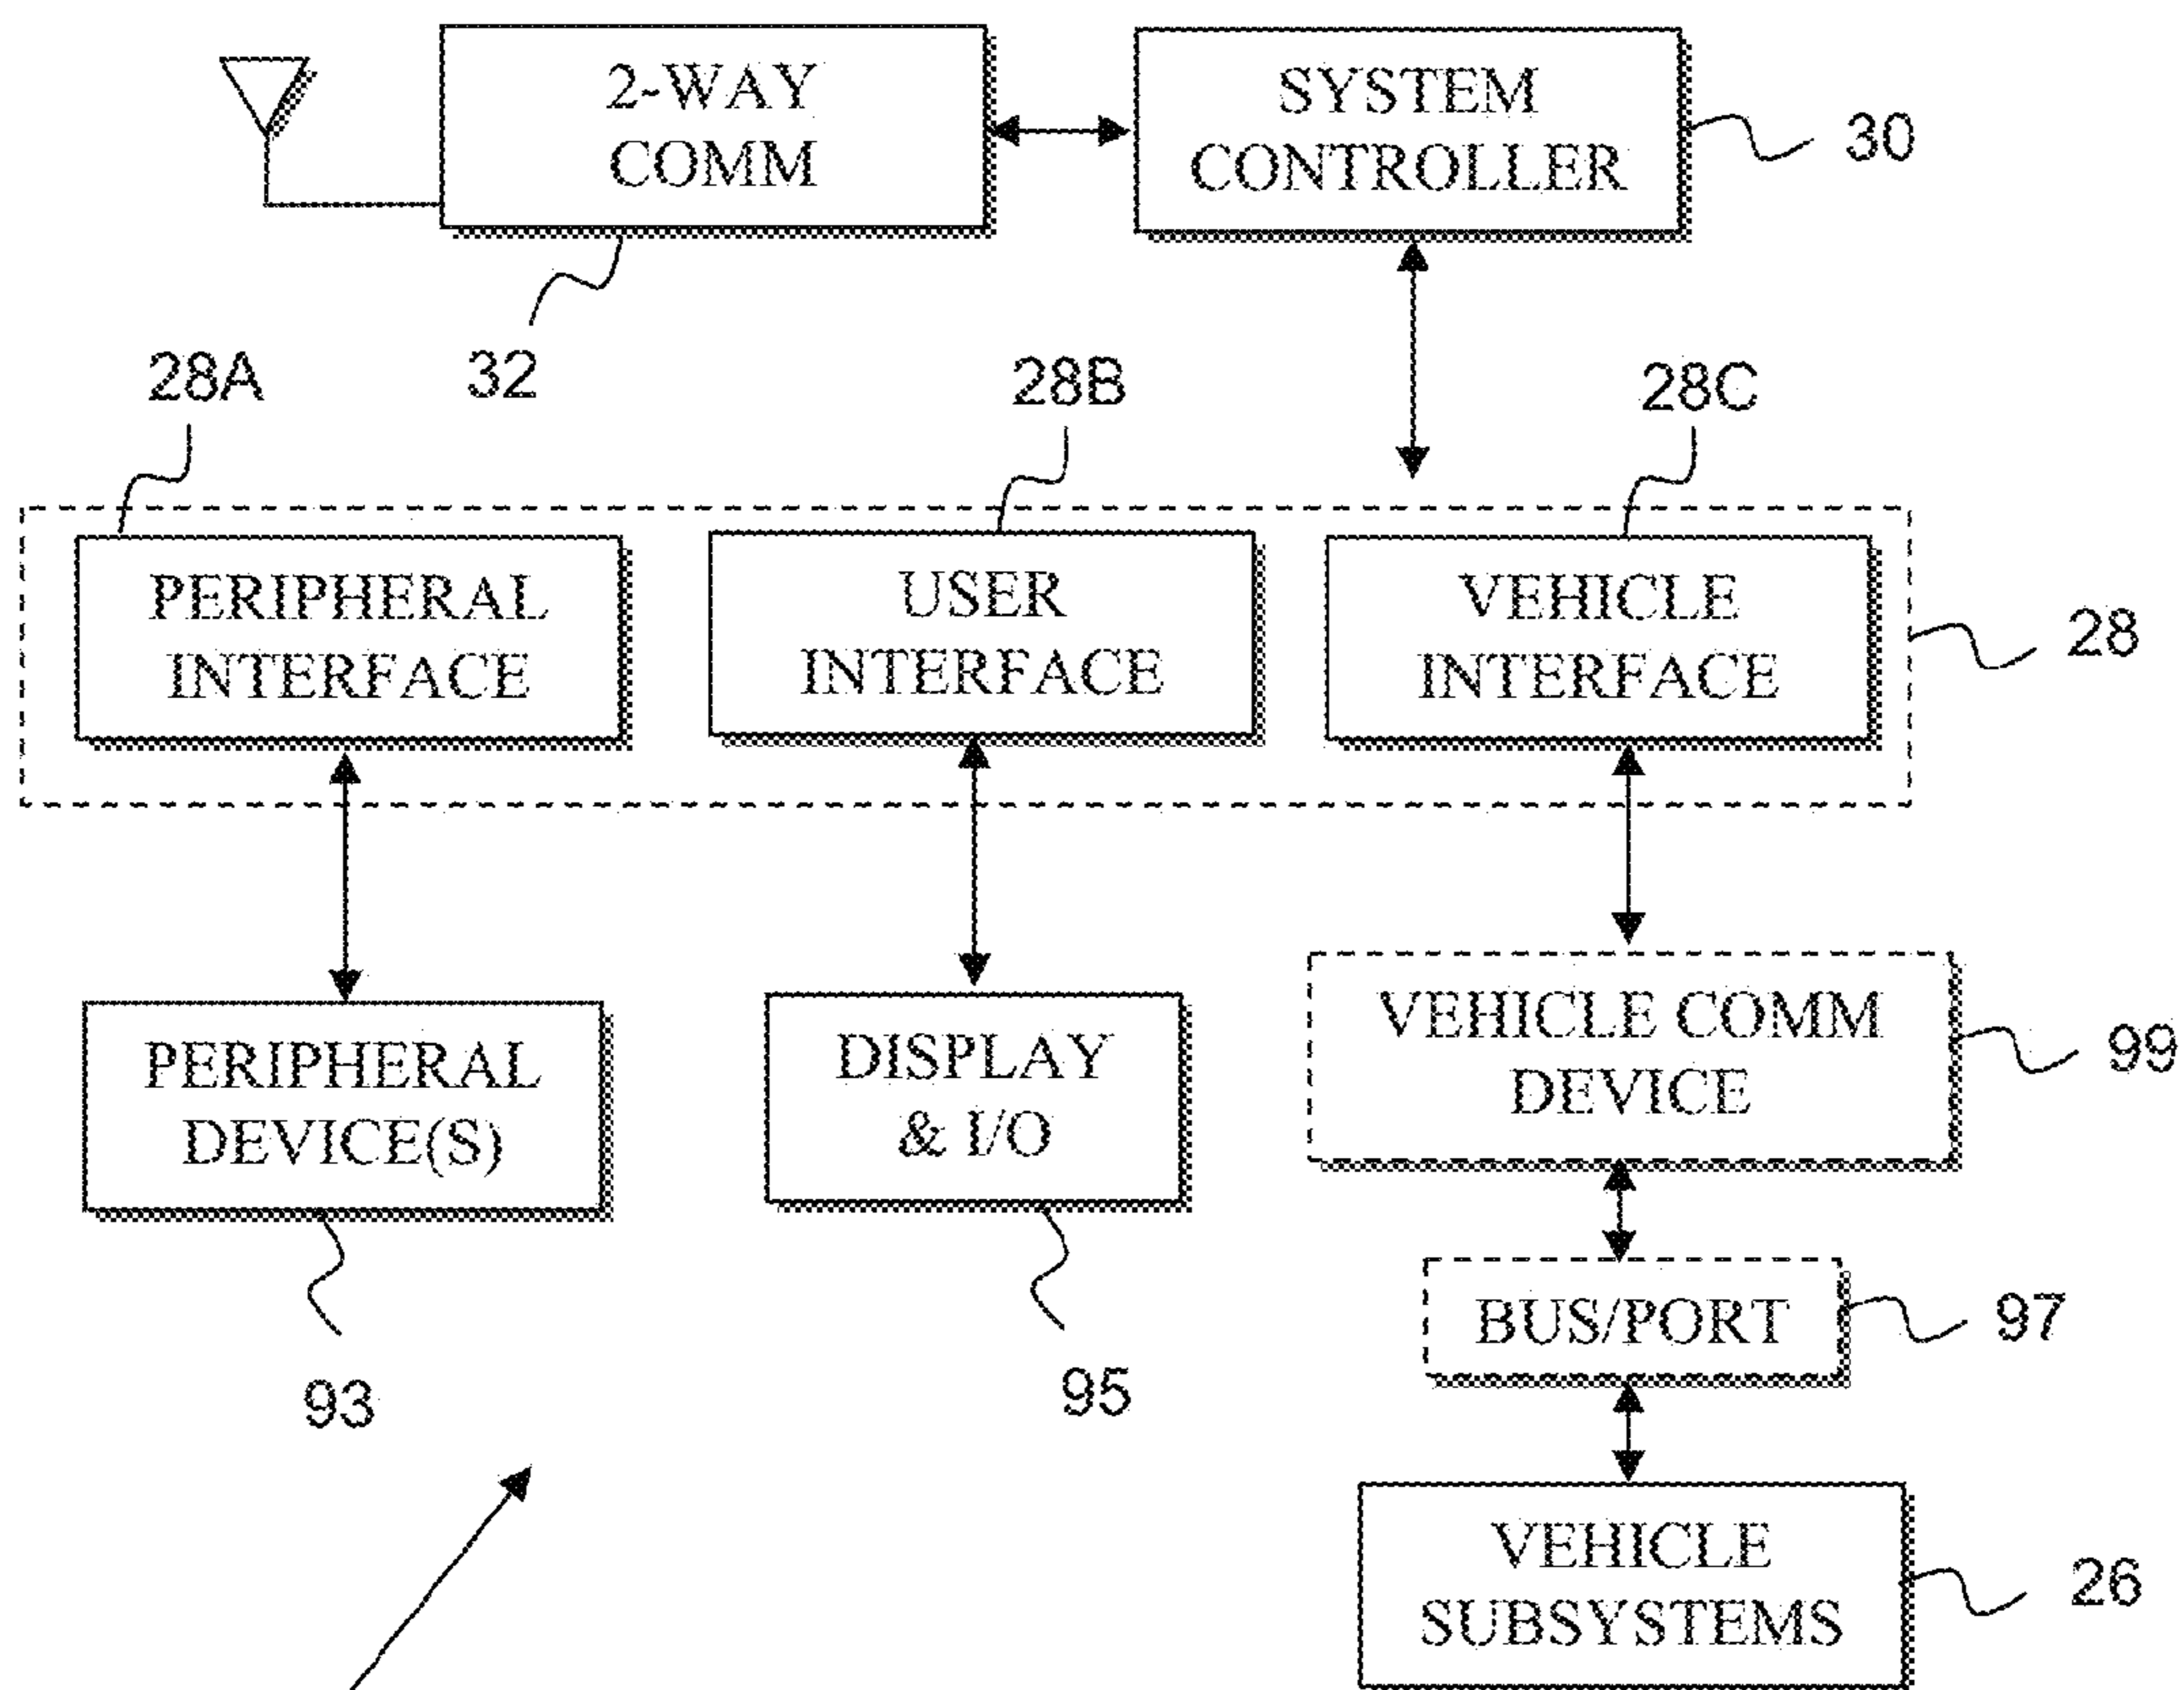 2-WAY
COMM
SYSTEM
CONTROLLER
30
32
28A
28B
28C
PERIPHERAL
INTERFACE
USER
INTERFACE
VEHICLE
INTERFACE
28
PERIPHERAL
DEVICE(S)
DISPLAY
& I/O
VEHICLE COMM
DEVICE
99
BUS/PORT
97
93
95
VEHICLE
SUBSYSTEMS
26